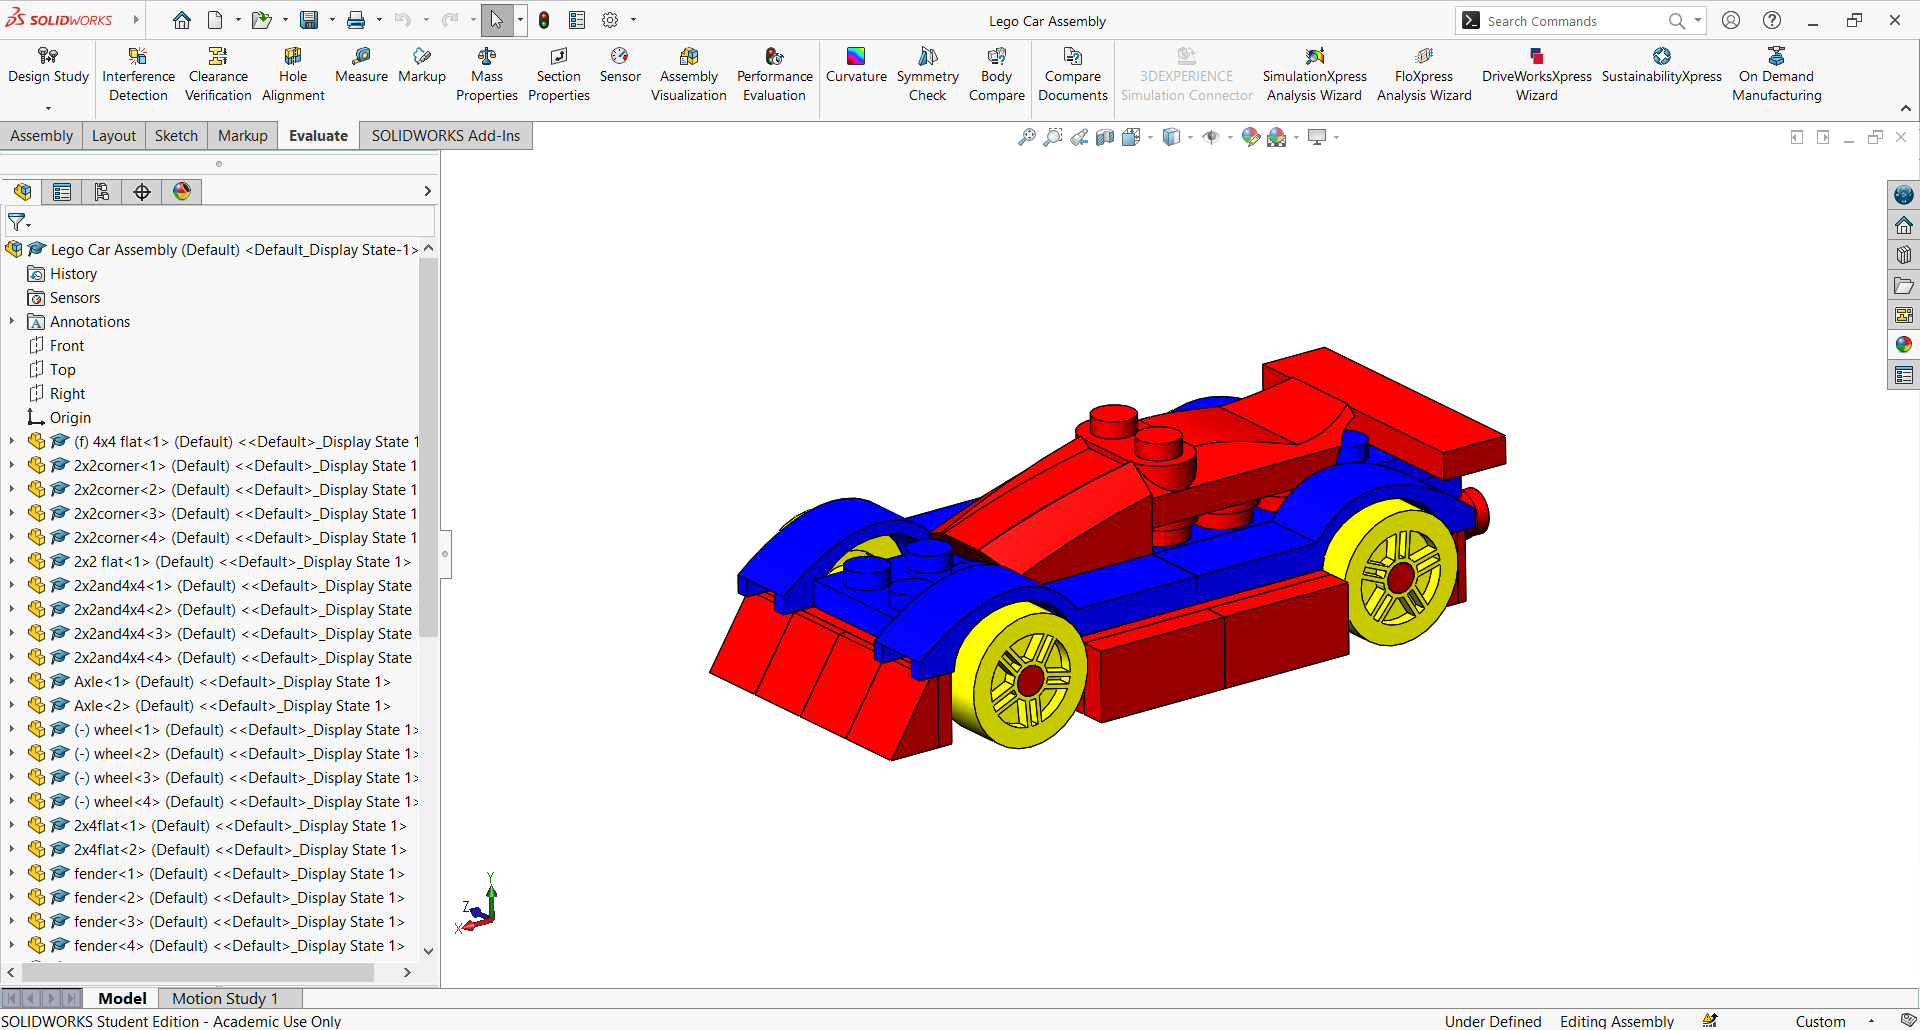 SOLIDWORKS
Lego Car Assembly
Search Commands
Design Study
Interference Detection
Clearance Verification
Hole Alignment
Measure
Markup
Mass Properties
Section Properties
Sensor
Assembly Visualization
Performance Evaluation
Curvature
Symmetry Check
Body Compare
Compare Documents
3DEXPERIENCE Simulation Connector
SimulationXpress Analysis Wizard
FloXpress Analysis Wizard
DriveWorksXpress Wizard
SustainabilityXpress
On Demand Manufacturing
Assembly
Layout
Sketch
Markup
Evaluate
SOLIDWORKS Add-Ins
Lego Car Assembly (Default) <Default_Display State-1>
History
Sensors
Annotations
Front
Top
Right
Origin
(f) 4x4 flat<1> (Default) <<Default>_Display State 1
2x2corner<1> (Default) <<Default>_Display State 1
2x2corner<2> (Default) <<Default>_Display State 1
2x2corner<3> (Default) <<Default>_Display State 1
2x2corner<4> (Default) <<Default>_Display State 1
2x2 flat<1> (Default) <<Default>_Display State 1>
2x2and4x4<1> (Default) <<Default>_Display State
2x2and4x4<2> (Default) <<Default>_Display State
2x2and4x4<3> (Default) <<Default>_Display State
2x2and4x4<4> (Default) <<Default>_Display State
Axle<1> (Default) <<Default>_Display State 1>
Axle<2> (Default) <<Default>_Display State 1>
(-) wheel<1> (Default) <<Default>_Display State 1>
(-) wheel<2> (Default) <<Default>_Display State 1>
(-) wheel<3> (Default) <<Default>_Display State 1>
(-) wheel<4> (Default) <<Default>_Display State 1>
2x4flat<1> (Default) <<Default>_Display State 1>
2x4flat<2> (Default) <<Default>_Display State 1>
fender<1> (Default) <<Default>_Display State 1>
fender<2> (Default) <<Default>_Display State 1>
fender<3> (Default) <<Default>_Display State 1>
fender<4> (Default) <<Default>_Display State 1>
Y
Z
X
Model
Motion Study 1
SOLIDWORKS Student Edition - Academic Use Only
Under Defined
Editing Assembly
Custom